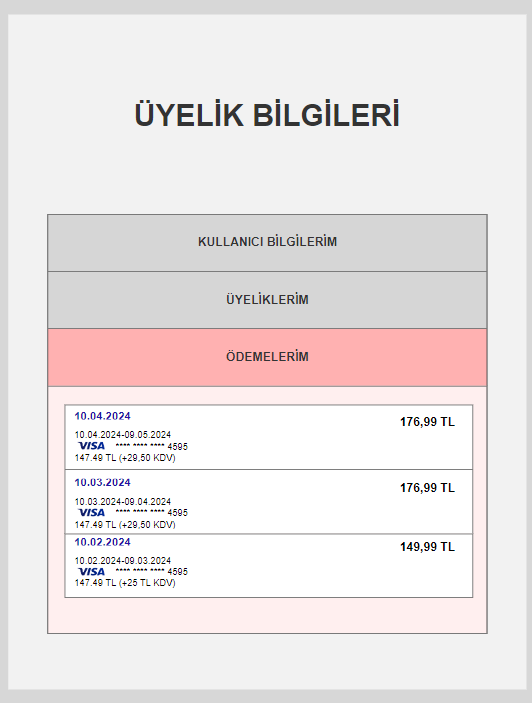 ÜYELİK BİLGİLERİ
KULLANICI BİLGİLERİM
ÜYELİKLERİM
ÖDEMELERİM
10.04.2024
176,99 TL
10.04.2024-09.05.2024
VISA **** **** **** 4595
147.49 TL (+29,50 KDV)
10.03.2024
176,99 TL
10.03.2024-09.04.2024
VISA **** **** **** 4595
147.49 TL (+29,50 KDV)
10.02.2024
149,99 TL
10.02.2024-09.03.2024
VISA **** **** **** 4595
147.49 TL (+25 TL KDV)